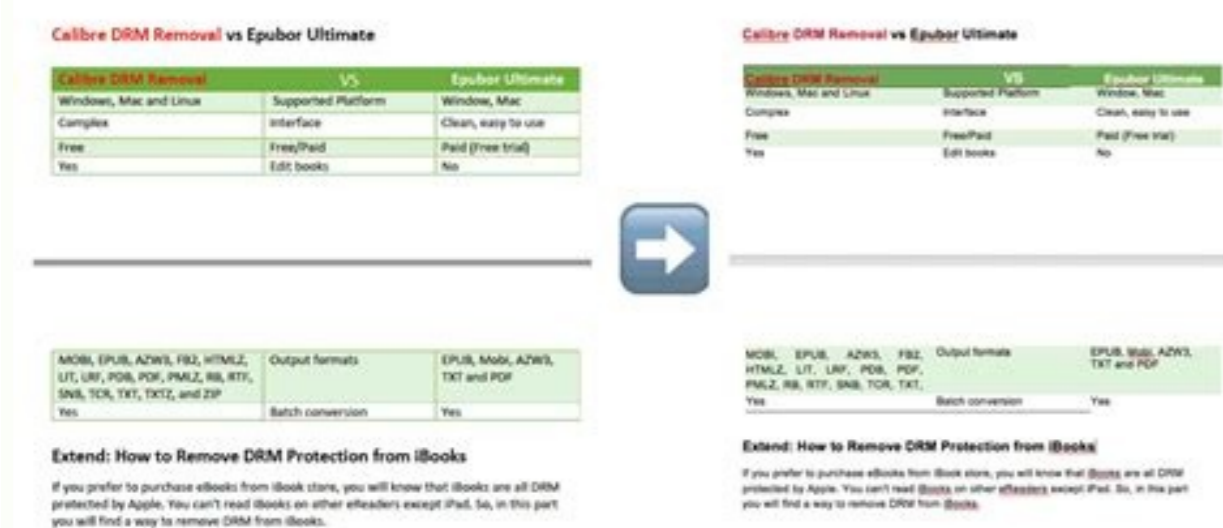 Calibre DRM Removal vs Epubor Ultimate
Calibre DRM Removal VS Epubor Ultimate
Windows, Mac and Linux Supported Platform Window, Mac
Complex Interface Clean, easy to use
Free Free/Paid Paid (Free trial)
Yes Edit books No
MOBI, EPUB, AZW3, FB2, HTMLZ, Output formats EPUB, Mobi, AZW3,
LIT, LRF, PDB, PDF, PMLZ, RB, RTF, TXT and PDF
SNB, TCR, TXT, TXTZ, and ZIP
Yes Batch conversion Yes
Extend: How to Remove DRM Protection from iBooks
If you prefer to purchase eBooks from iBook store, you will know that iBooks are all DRM
protected by Apple. You can't read iBooks on other eReaders except iPad. So, in this part
you will find a way to remove DRM from iBooks.
Calibre DRM Removal vs Epubor Ultimate
Calibre DRM Removal VS Epubor Ultimate
Windows, Mac and Linux Supported Platform Window, Mac
Complex Interface Clean, easy to use
Free Free/Paid Paid (Free trial)
Yes Edit books No
MOBI, EPUB, AZW3, FB2, Output formats EPUB, Mobi, AZW3,
HTMLZ, LIT, LRF, PDB, PDF, TXT and PDF
PMLZ, RB, RTF, SNB, TCR, TXT,
Yes Batch conversion Yes
Extend: How to Remove DRM Protection from iBooks
If you prefer to purchase eBooks from iBook store, you will know that iBooks are all DRM
protected by Apple. You can't read iBooks on other eReaders except iPad. So, in this part
you will find a way to remove DRM from iBooks.